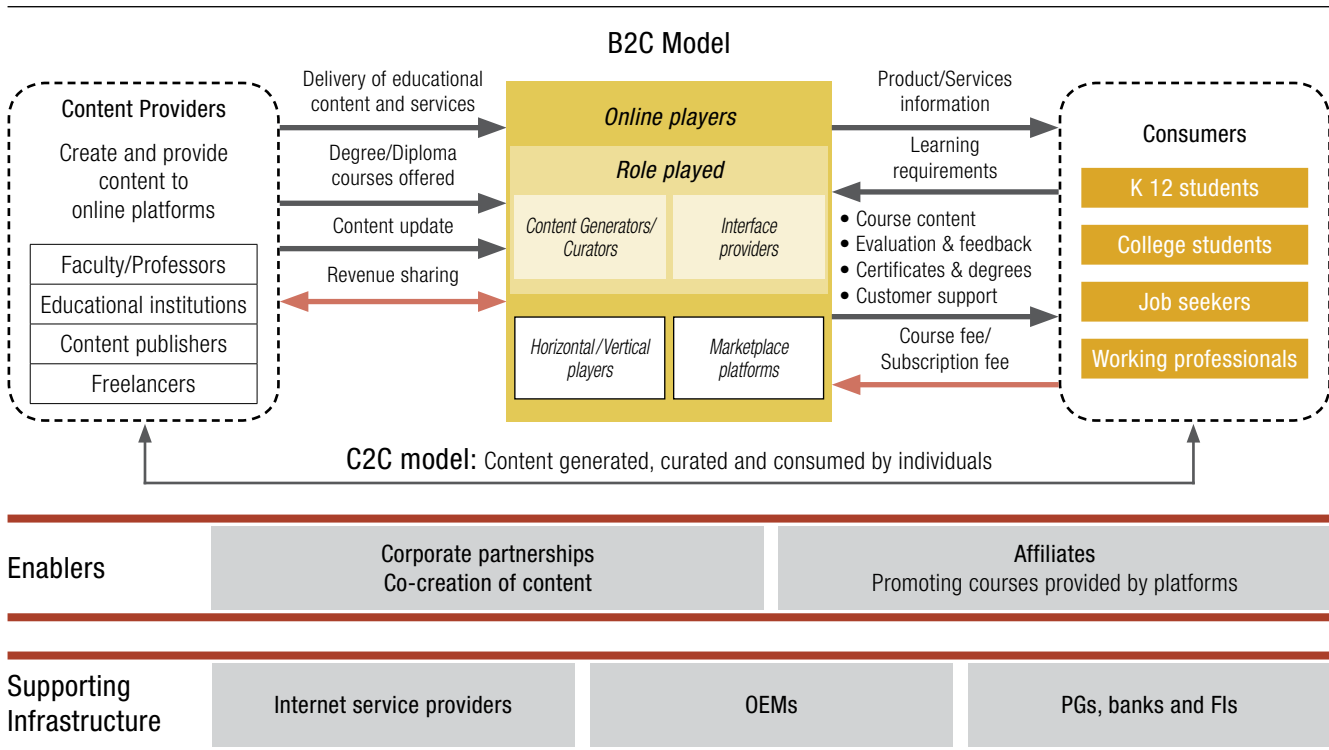 B2C Model
Content Providers
Create and provide
content to
online platforms
Faculty/Professors
Educational institutions
Content publishers
Freelancers
Delivery of educational
content and services
Degree/Diploma
courses offered
Content update
Revenue sharing
Online players
Role played
Content Generators/
Curators
Interface
providers
Horizontal/Vertical
players
Marketplace
platforms
Product/Services
information
Learning
requirements
• Course content
• Evaluation & feedback
• Certificates & degrees
• Customer support
Course fee/
Subscription fee
Consumers
K 12 students
College students
Job seekers
Working professionals
C2C model: Content generated, curated and consumed by individuals
Enablers
Corporate partnerships
Co-creation of content
Affiliates
Promoting courses provided by platforms
Supporting
Infrastructure
Internet service providers
OEMs
PGs, banks and FIs